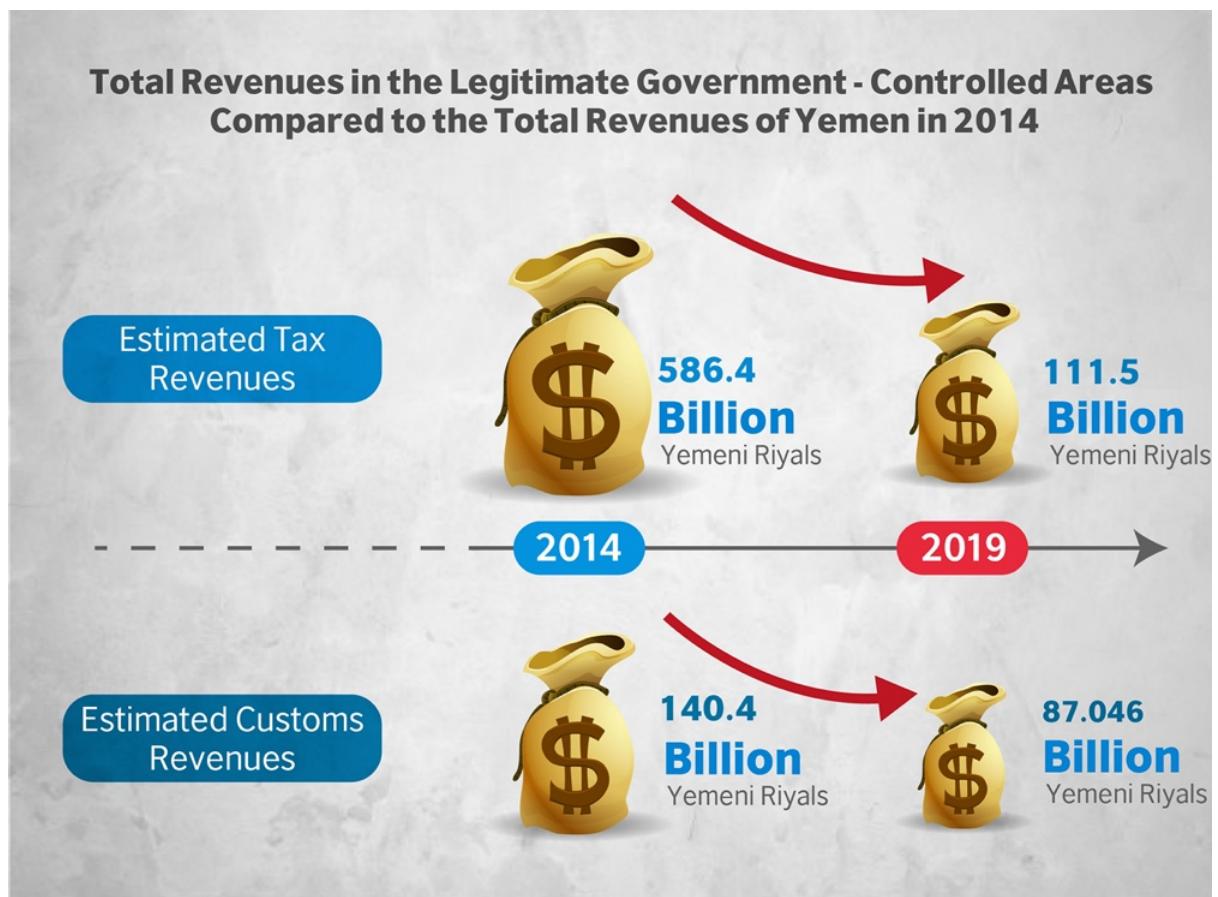 Total Revenues in the Legitimate Government - Controlled Areas
Compared to the Total Revenues of Yemen in 2014
Estimated Tax
Revenues
$
586.4
Billion
Yemeni Riyals
$
111.5
Billion
Yemeni Riyals
2014
2019
Estimated Customs
Revenues
$
140.4
Billion
Yemeni Riyals
$
87.046
Billion
Yemeni Riyals